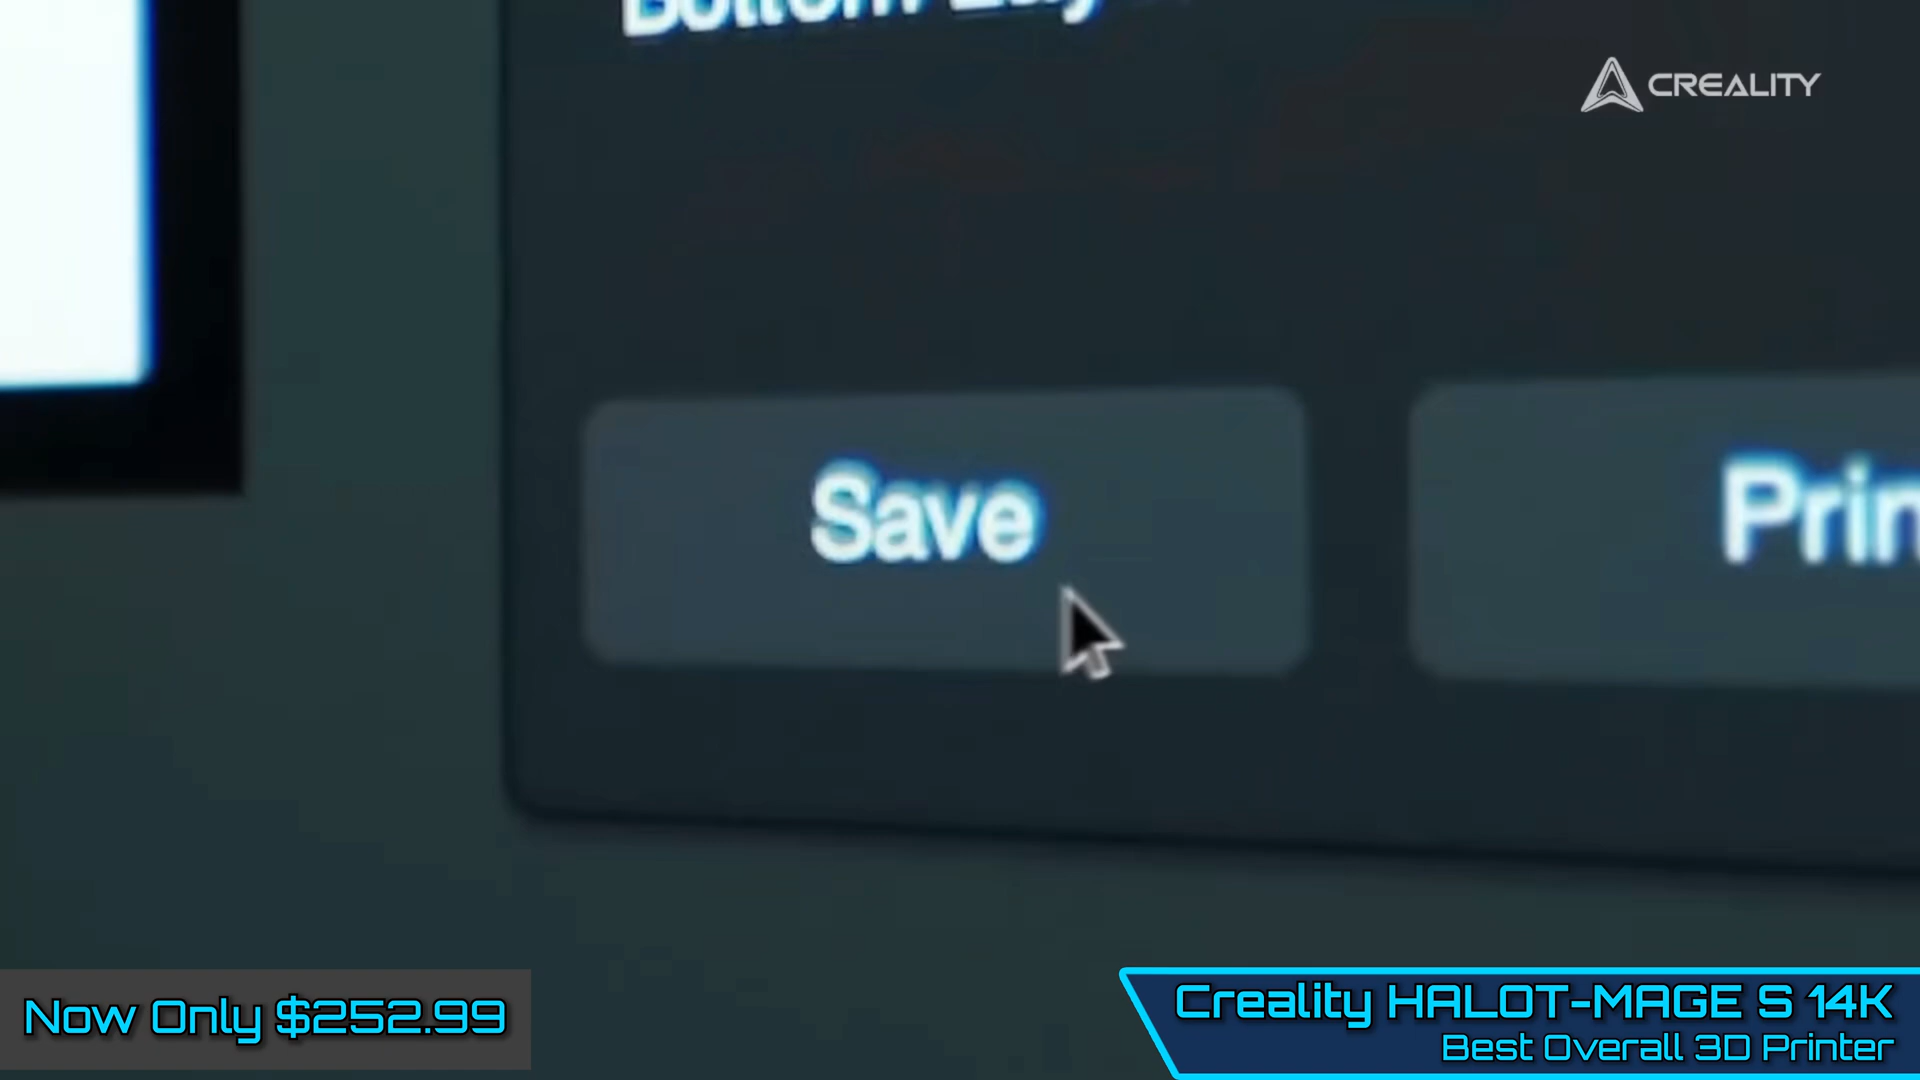 CREALITY
Save
Now Only $252.99
Creality HALOT-MAGE S 14K
Best Overall 3D Printer